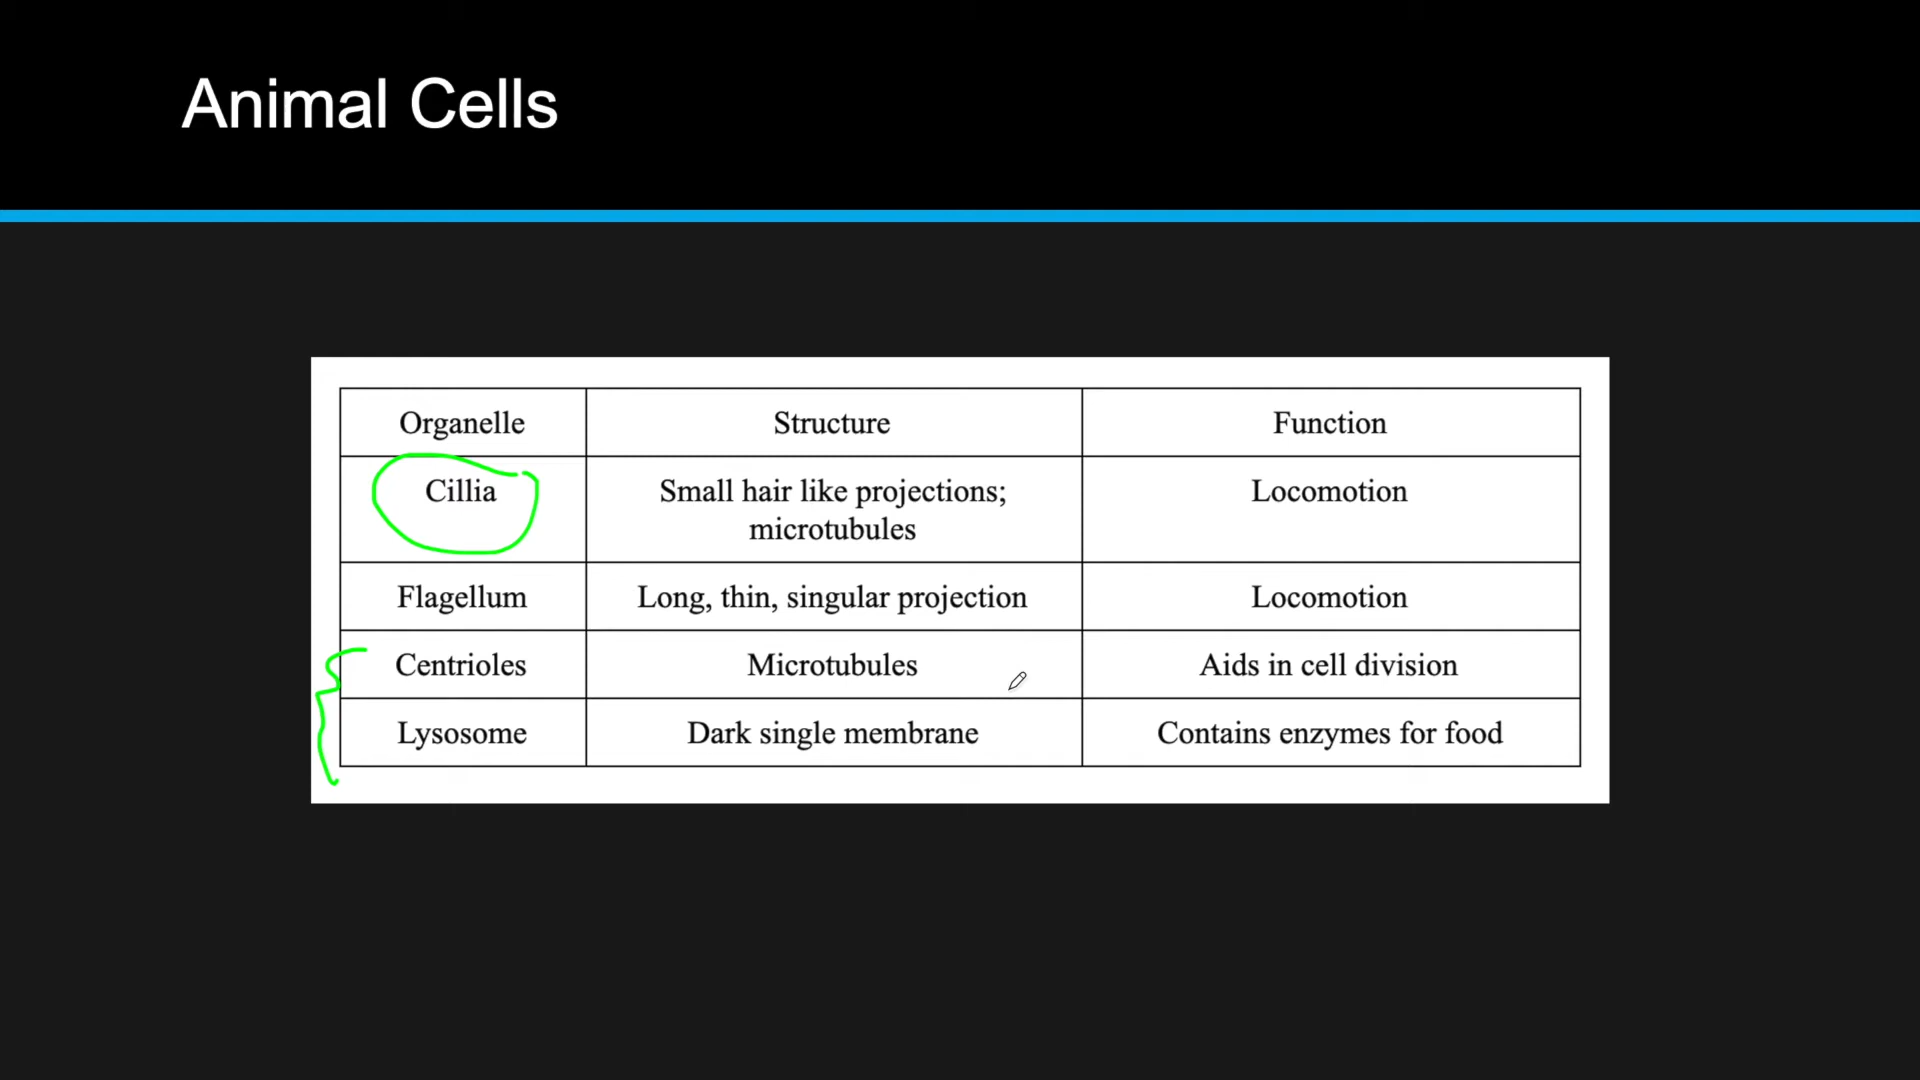 Animal Cells
Organelle Structure Function
Cillia Small hair like projections; Locomotion
microtubules
Flagellum Long, thin, singular projection Locomotion
Centrioles Microtubules Aids in cell division
Lysosome Dark single membrane Contains enzymes for food